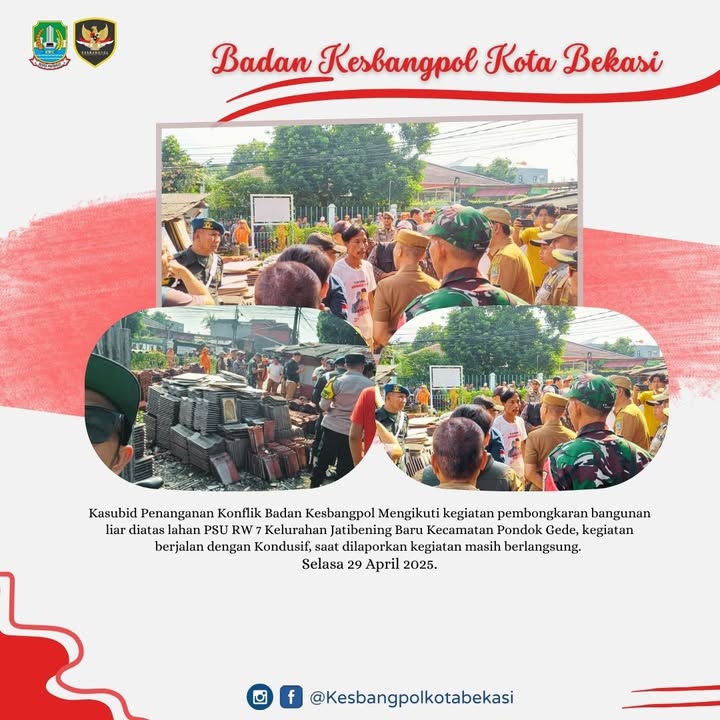 Badan Kesbangpol Kota Bekasi
Kasubid Penanganan Konflik Badan Kesbangpol Mengikuti kegiatan pembongkaran bangunan
liar diatas lahan PSU RW 7 Kelurahan Jatibening Baru Kecamatan Pondok Gede, kegiatan
berjalan dengan Kondusif, saat dilaporkan kegiatan masih berlangsung.
Selasa 29 April 2025.
@Kesbangpolkotabekasi